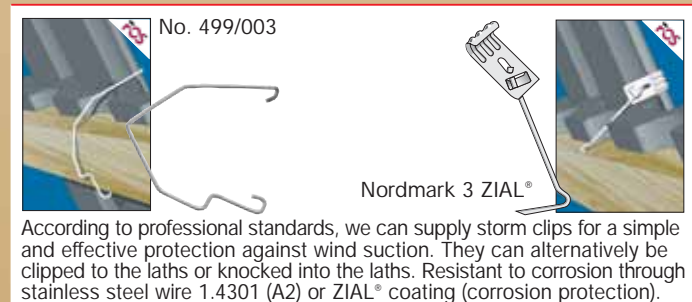 FOS
No. 499/003
FOS
Nordmark 3 ZIAL®
According to professional standards, we can supply storm clips for a simple
and effective protection against wind suction. They can alternatively be
clipped to the laths or knocked into the laths. Resistant to corrosion through
stainless steel wire 1.4301 (A2) or ZIAL® coating (corrosion protection).